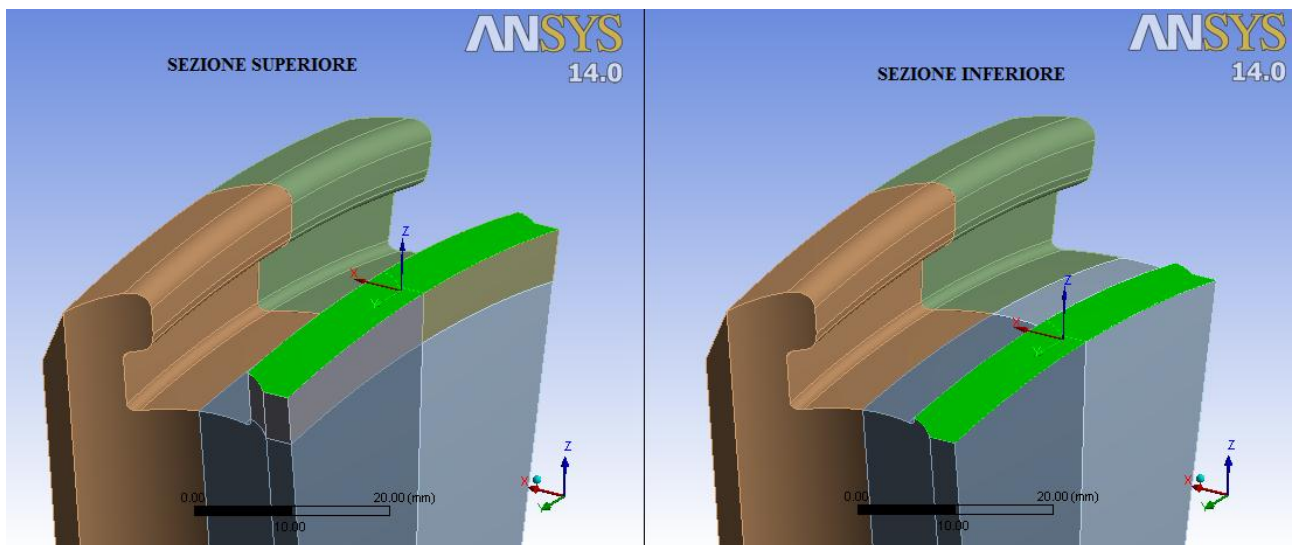 ANSYS
14.0
SEZIONE SUPERIORE
Z
X
Y
0.00
20.00 (mm)
10.00
Z
X
Y
ANSYS
14.0
SEZIONE INFERIORE
Z
X
Y
0.00
20.00 (mm)
10.00
Z
X
Y